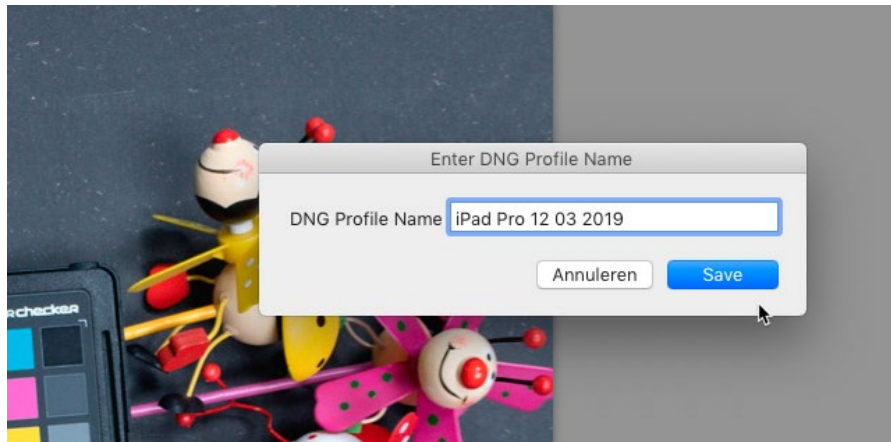 Enter DNG Profile Name
DNG Profile Name iPad Pro 12 03 2019
Annuleren Save
rchecker